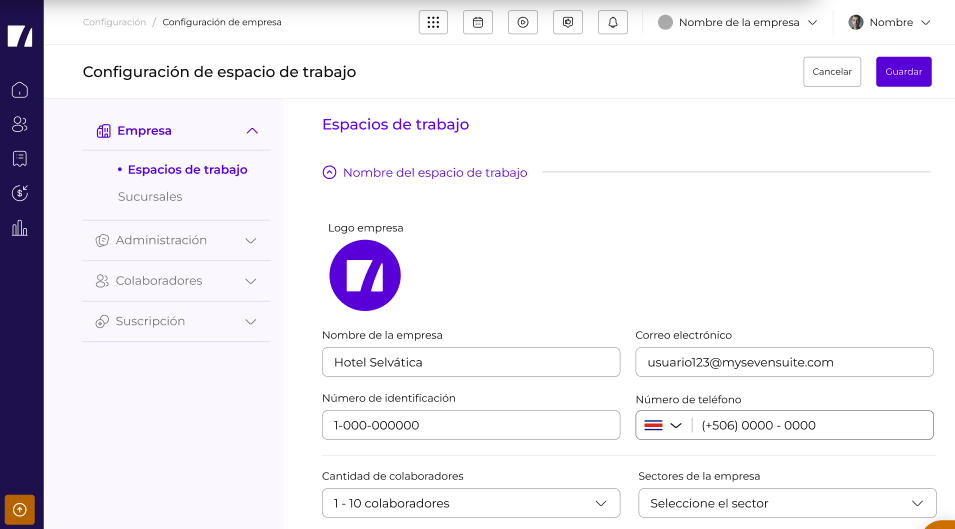 Configuración / Configuración de empresa
Nombre de la empresa
Nombre
Configuración de espacio de trabajo
Cancelar
Guardar
Empresa
• Espacios de trabajo
Sucursales
Administración
Colaboradores
Suscripción
Espacios de trabajo
Nombre del espacio de trabajo
Logo empresa
Nombre de la empresa
Hotel Selvática
Correo electrónico
usuario123@mysevensuite.com
Número de identificación
1-000-000000
Número de teléfono
(+506) 0000 - 0000
Cantidad de colaboradores
1 - 10 colaboradores
Sectores de la empresa
Seleccione el sector